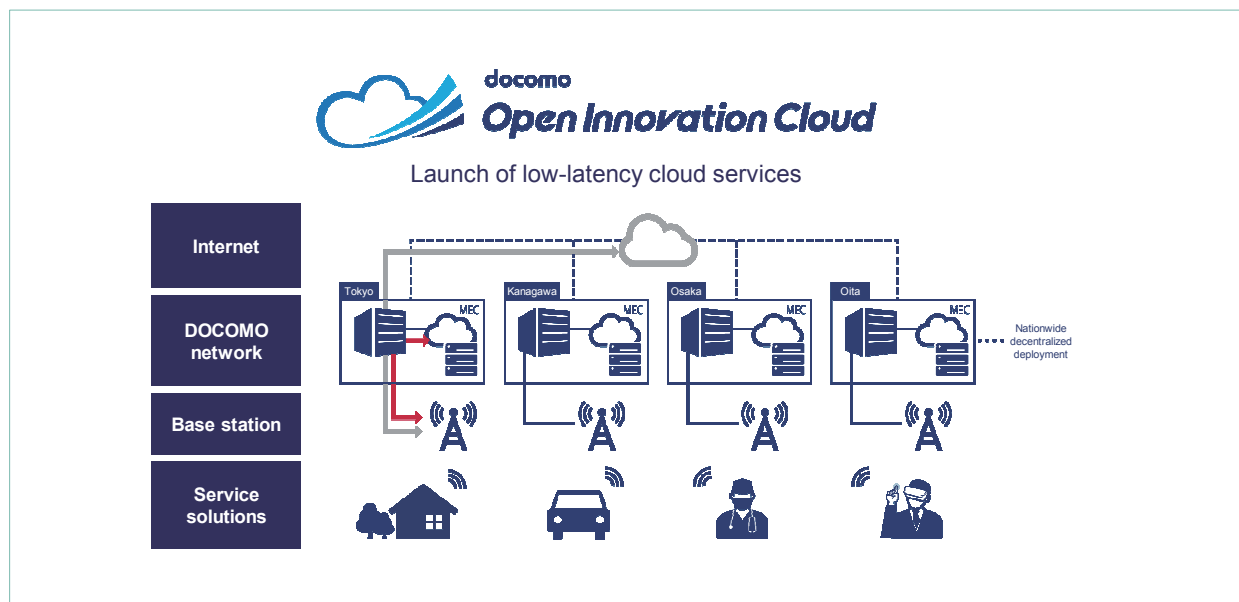 docomo
Open Innovation Cloud
Launch of low-latency cloud services
Internet
Tokyo
MEC
Kanagawa
MEC
Osaka
MEC
Oita
MEC
DOCOMO
network
Nationwide
decentralized
deployment
Base station
Service
solutions